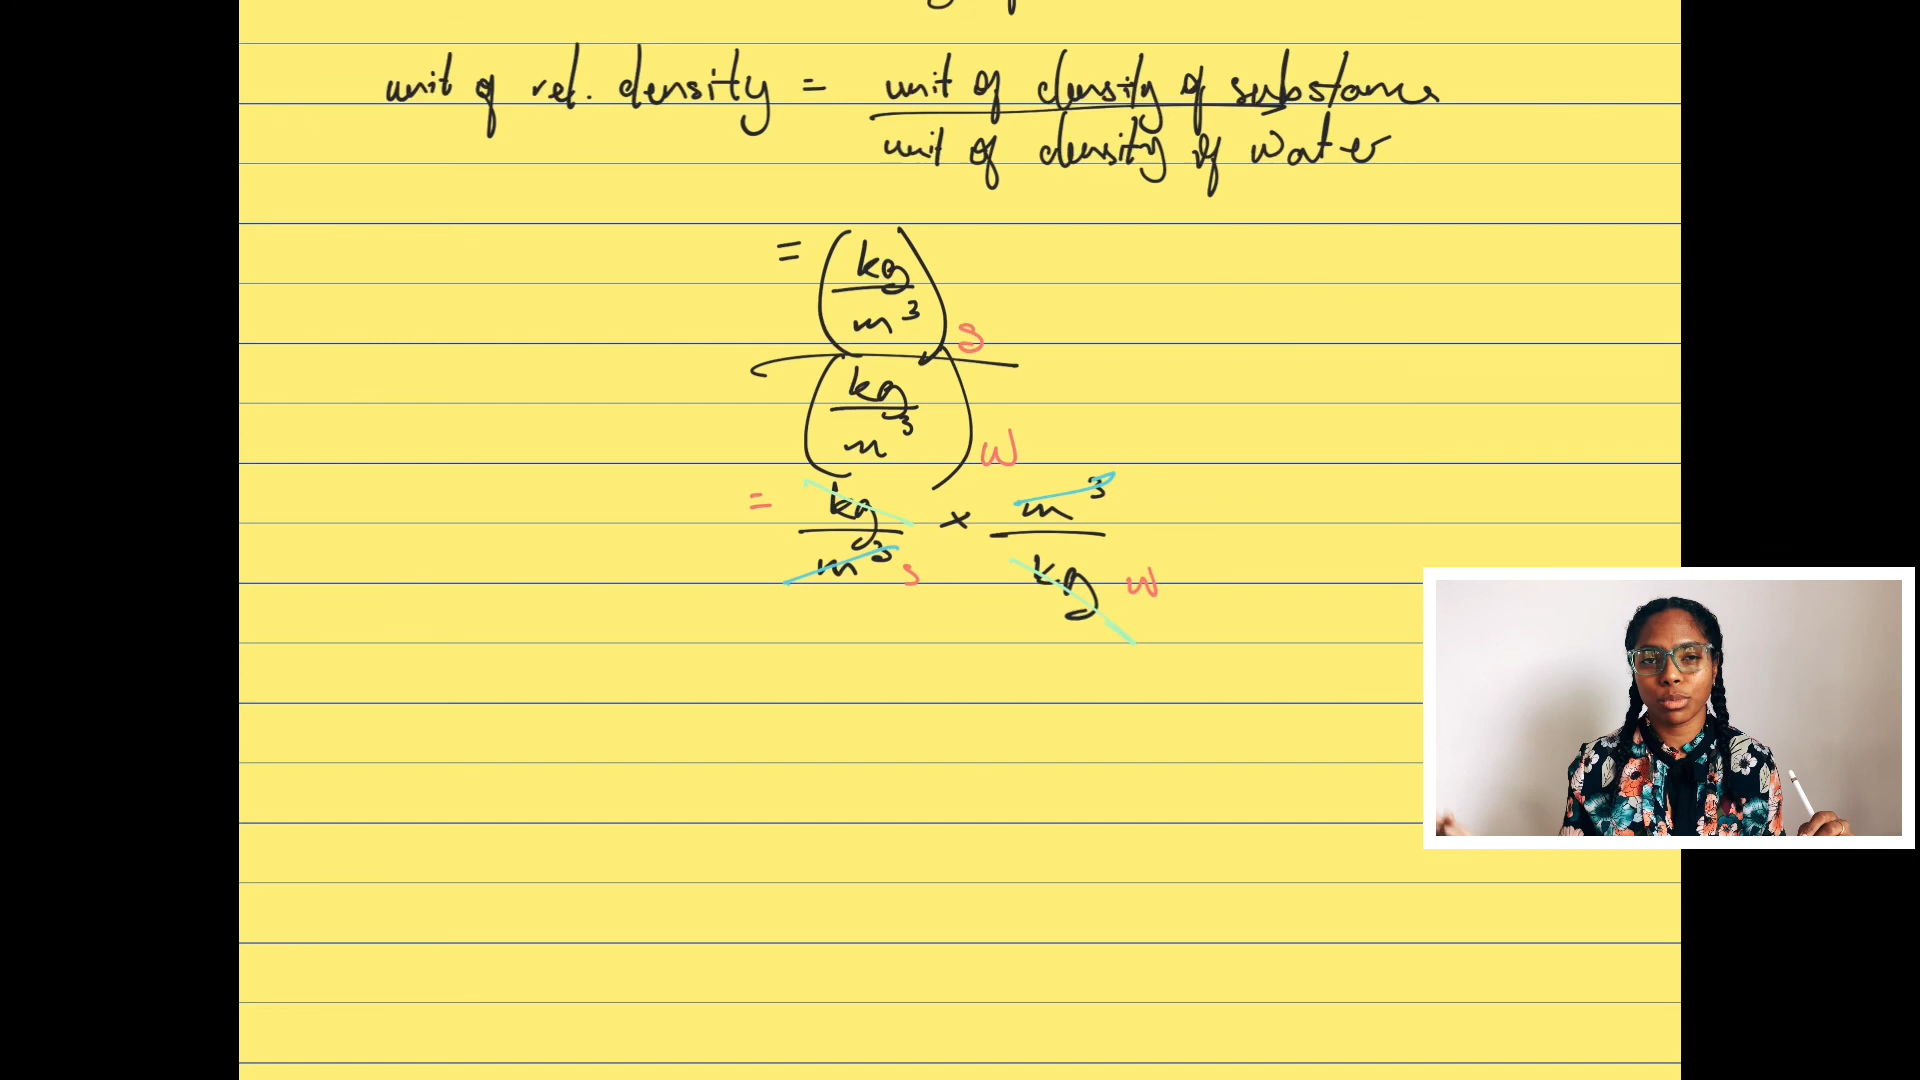 unit of rel. density = unit of density of substance
unit of density of water
= (kg
m³) s
(kg
m³) w
= kg × m³
m³ s kg w